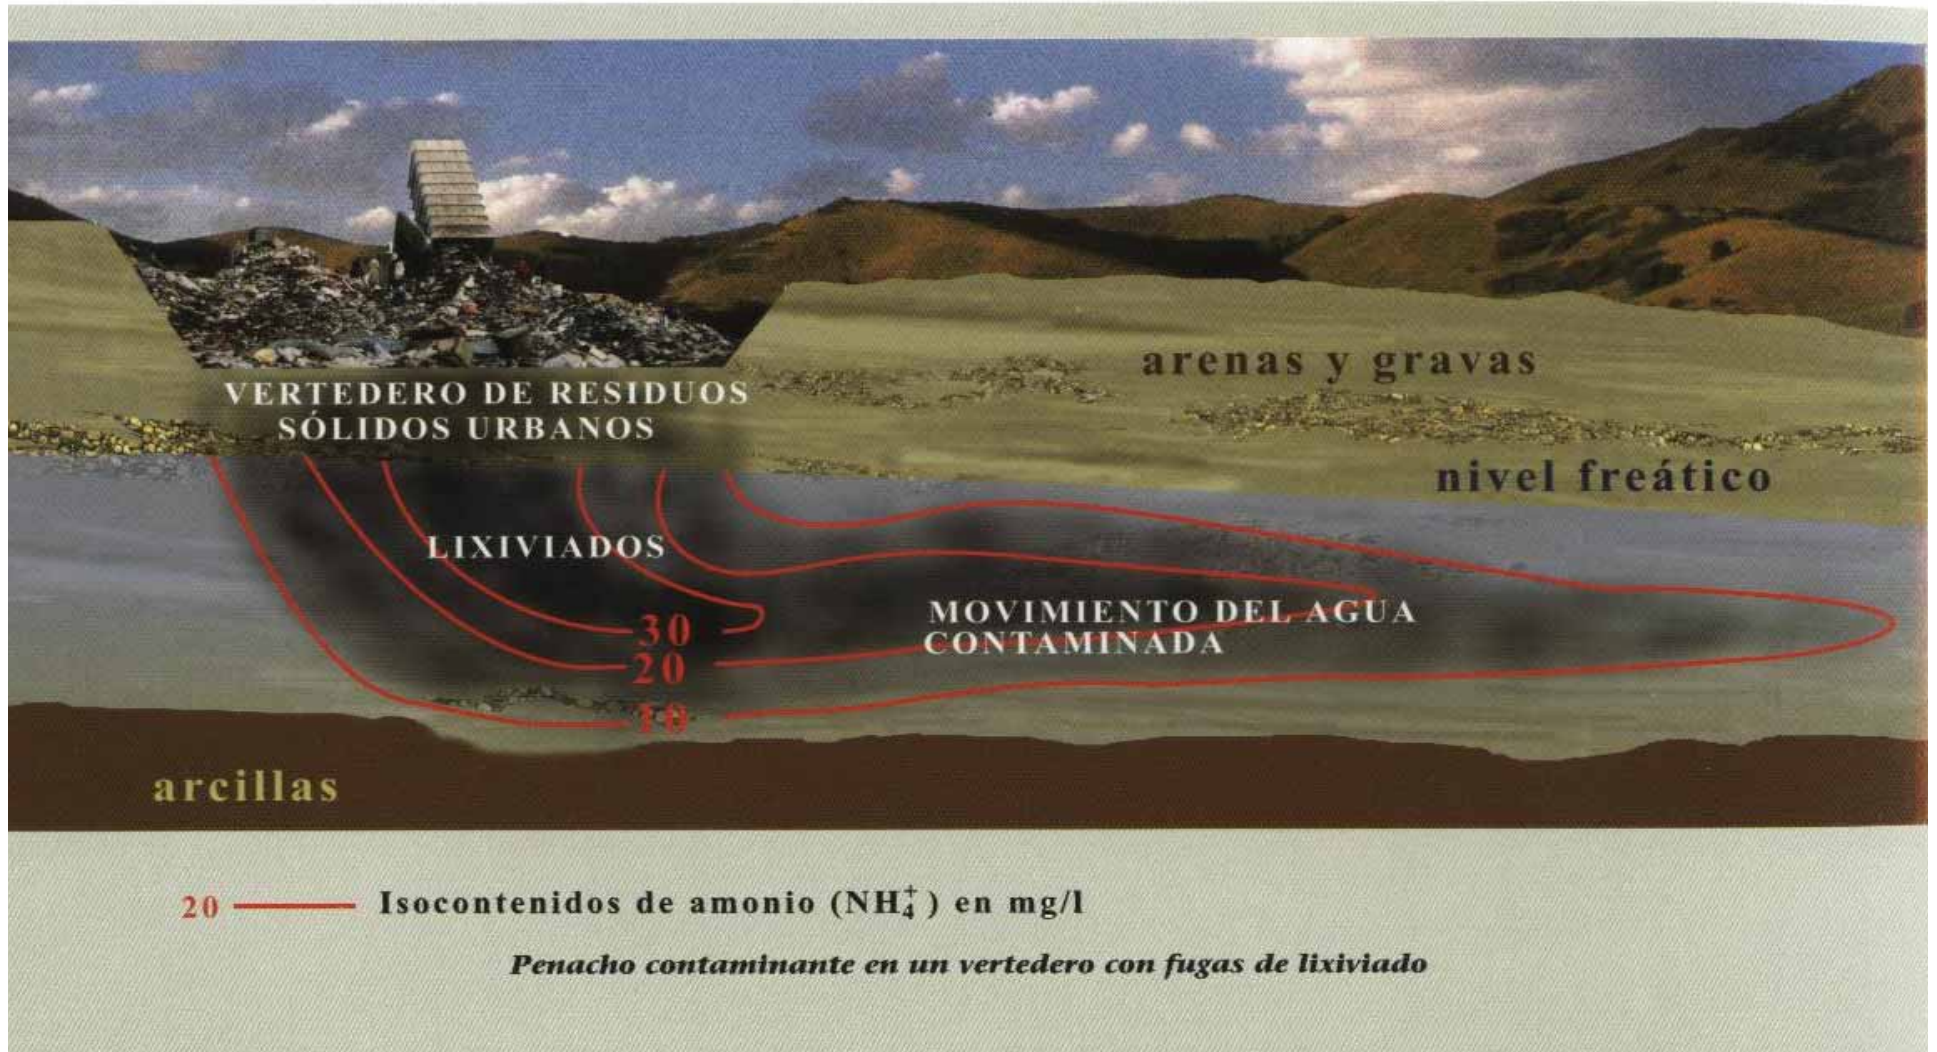 arenas y gravas
VERTEDERO DE RESIDUOS
SÓLIDOS URBANOS
nivel freático
LIXIVIADOS
MOVIMIENTO DEL AGUA
CONTAMINADA
30
20
10
arcillas
20 Isocontenidos de amonio (NH₄⁺) en mg/l
Penacho contaminante en un vertedero con fugas de lixiviado